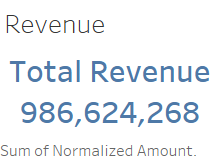 Revenue
Total Revenue
986,624,268
Sum of Normalized Amount.